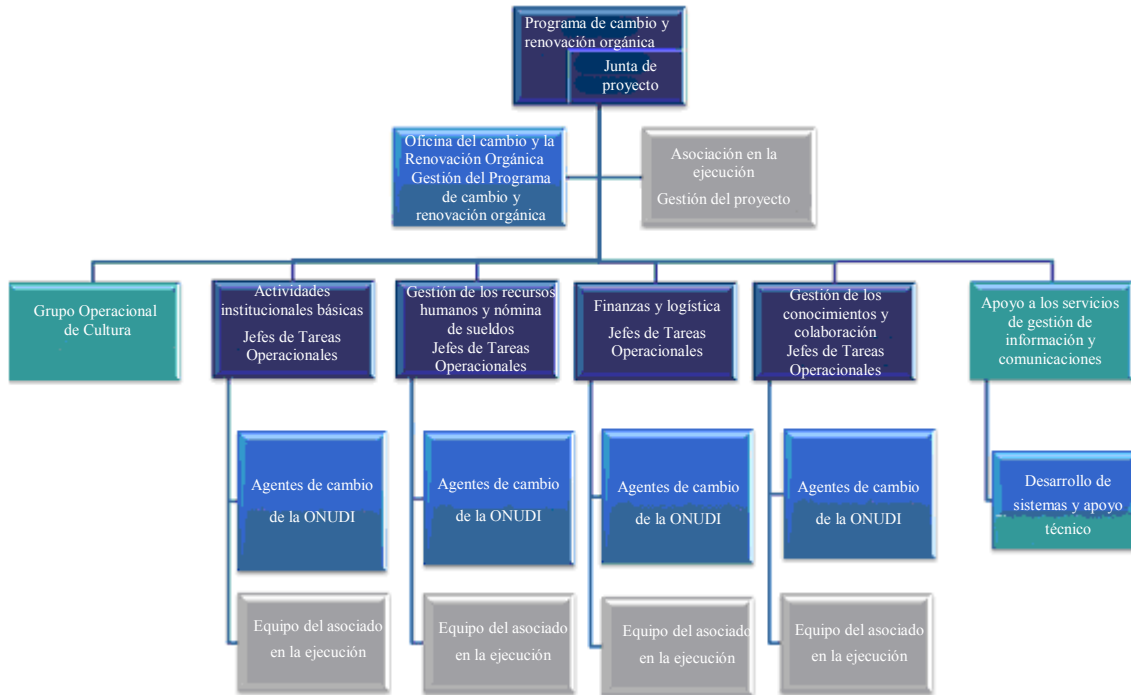 Programa de cambio y
renovación orgánica
Junta de
proyecto
Oficina del cambio y la
Renovación Orgánica
Gestión del Programa
de cambio y
renovación orgánica
Asociación en la
ejecución
Gestión del proyecto
Grupo Operacional
de Cultura
Actividades
institucionales básicas
Jefes de Tareas
Operacionales
Gestión de los recursos
humanos y nómina
de sueldos
Jefes de Tareas
Operacionales
Finanzas y logística
Jefes de Tareas
Operacionales
Gestión de los
conocimientos y
colaboración
Jefes de Tareas
Operacionales
Apoyo a los servicios
de gestión de
información y
comunicaciones
Agentes de cambio
de la ONUDI
Agentes de cambio
de la ONUDI
Agentes de cambio
de la ONUDI
Agentes de cambio
de la ONUDI
Desarrollo de
sistemas y apoyo
técnico
Equipo del asociado
en la ejecución
Equipo del asociado
en la ejecución
Equipo del asociado
en la ejecución
Equipo del asociado
en la ejecución